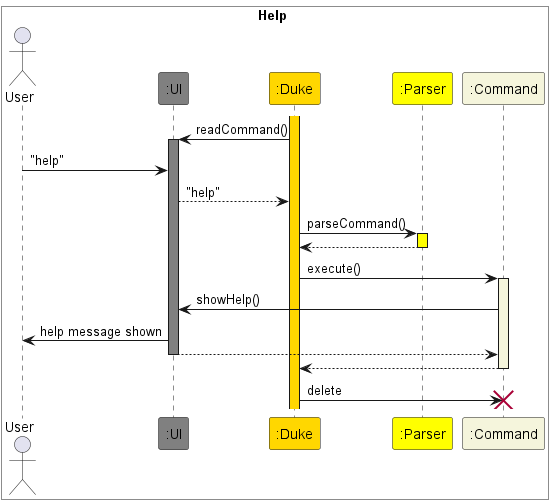 Help
User
:UI
:Duke
:Parser
:Command
readCommand()
"help"
"help"
parseCommand()
execute()
showHelp()
help message shown
delete
User
:UI
:Duke
:Parser
:Command